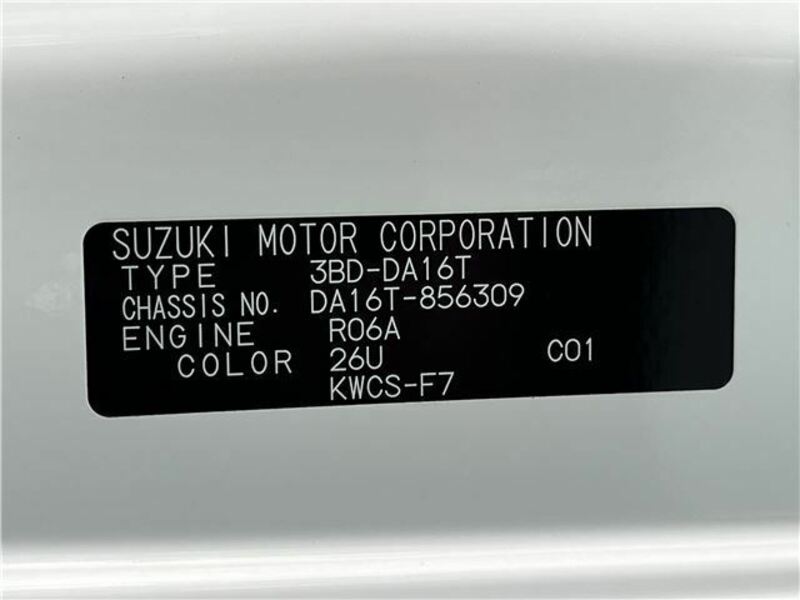 SUZUKI MOTOR CORPORATION
TYPE 3BD-DA16T
CHASSIS NO. DA16T-856309
ENGINE R06A
COLOR 26U C01
KWCS-F7